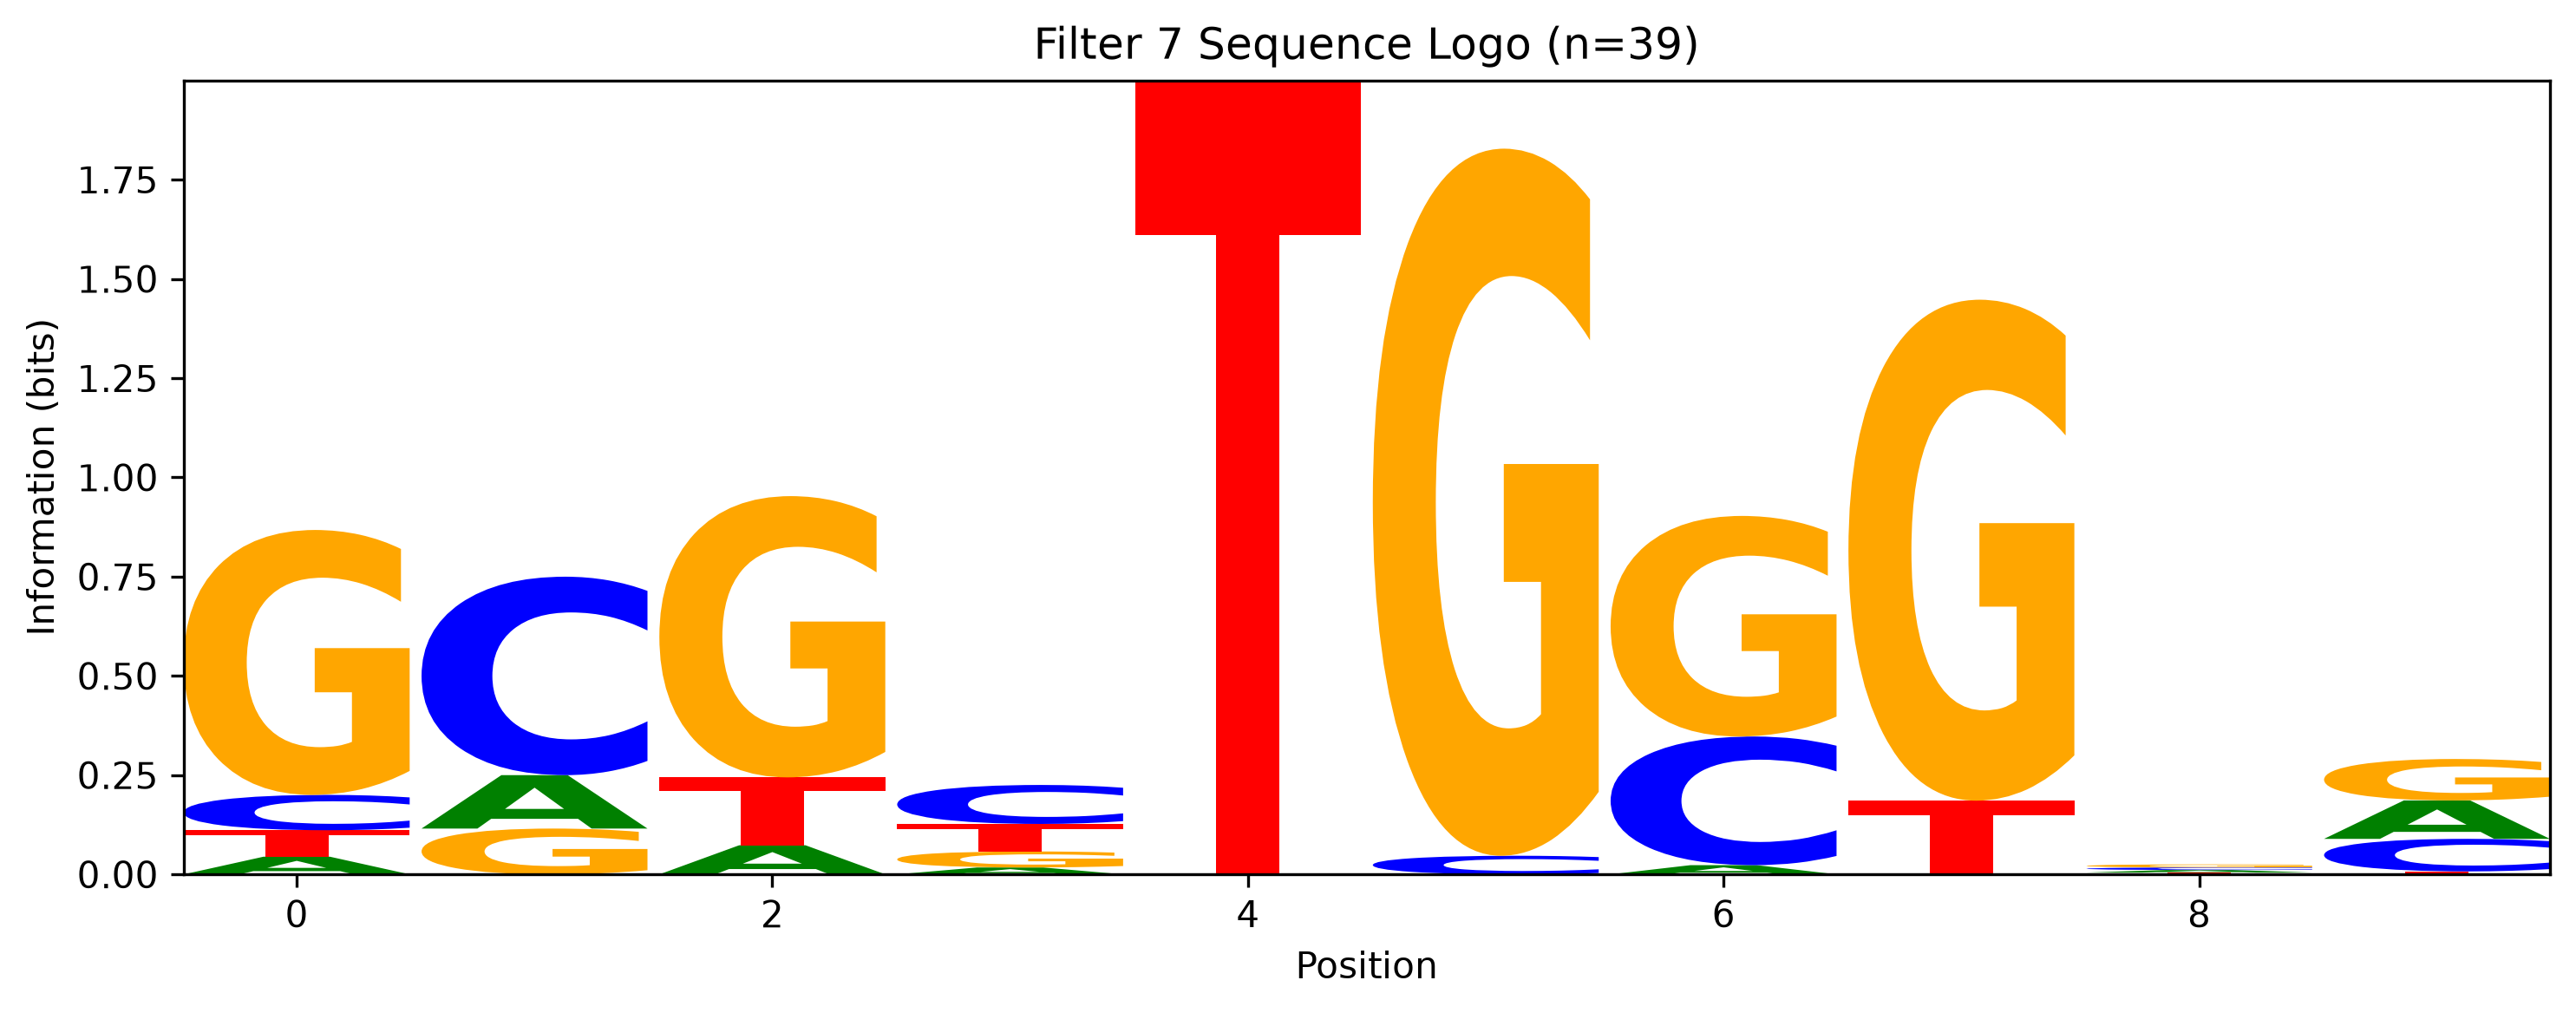 Filter 7 Sequence Logo (n=39)
Information (bits)
1.75
1.50
1.25
1.00
0.75
0.50
0.25
0.00
G C G C T G G G G G
C A T T C C T C A
T G A G A A C
A A T T
0 2 4 6 8
Position